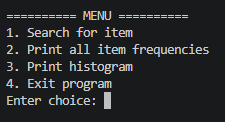 ========== MENU ==========
1. Search for item
2. Print all item frequencies
3. Print histogram
4. Exit program
Enter choice: